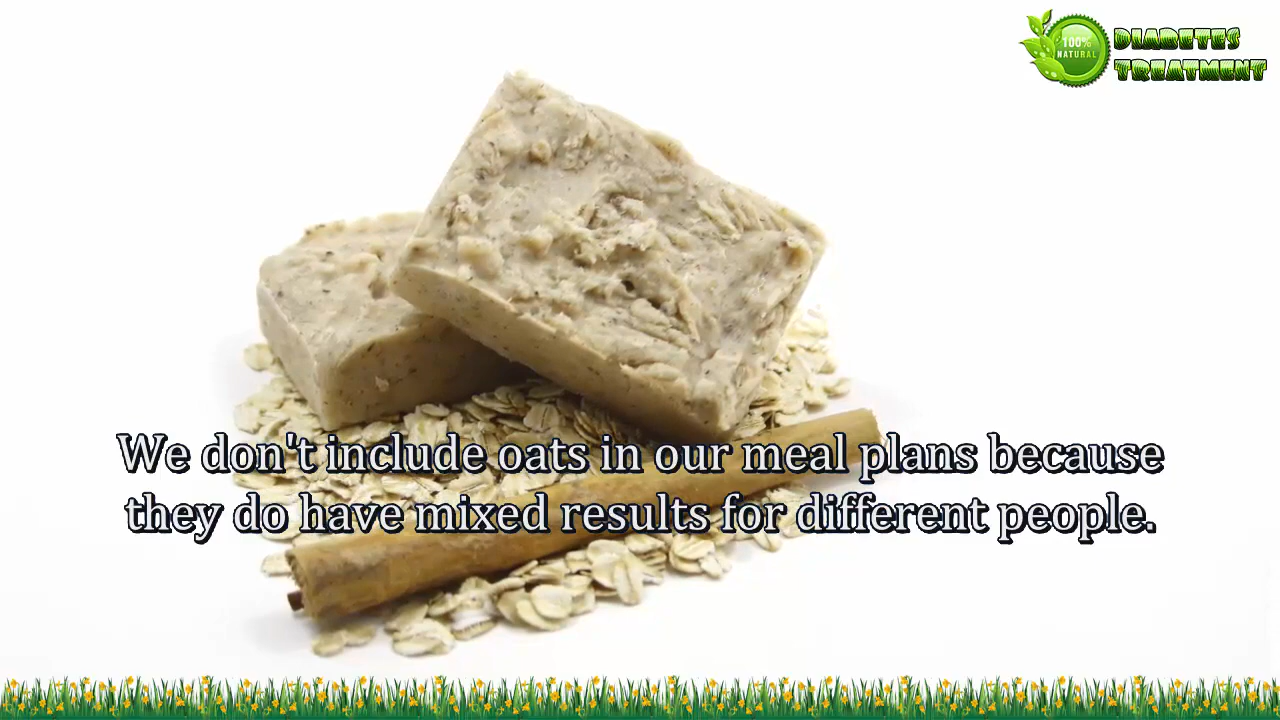 100%
NATURAL
DIABETES
TREATMENT
We don't include oats in our meal plans because
they do have mixed results for different people.